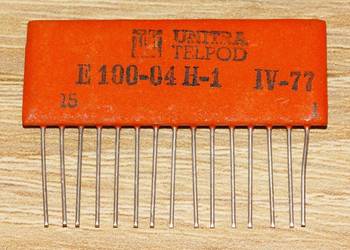 UNITRA
TELPOD
E 100-04 H-1 IV-77
15 1